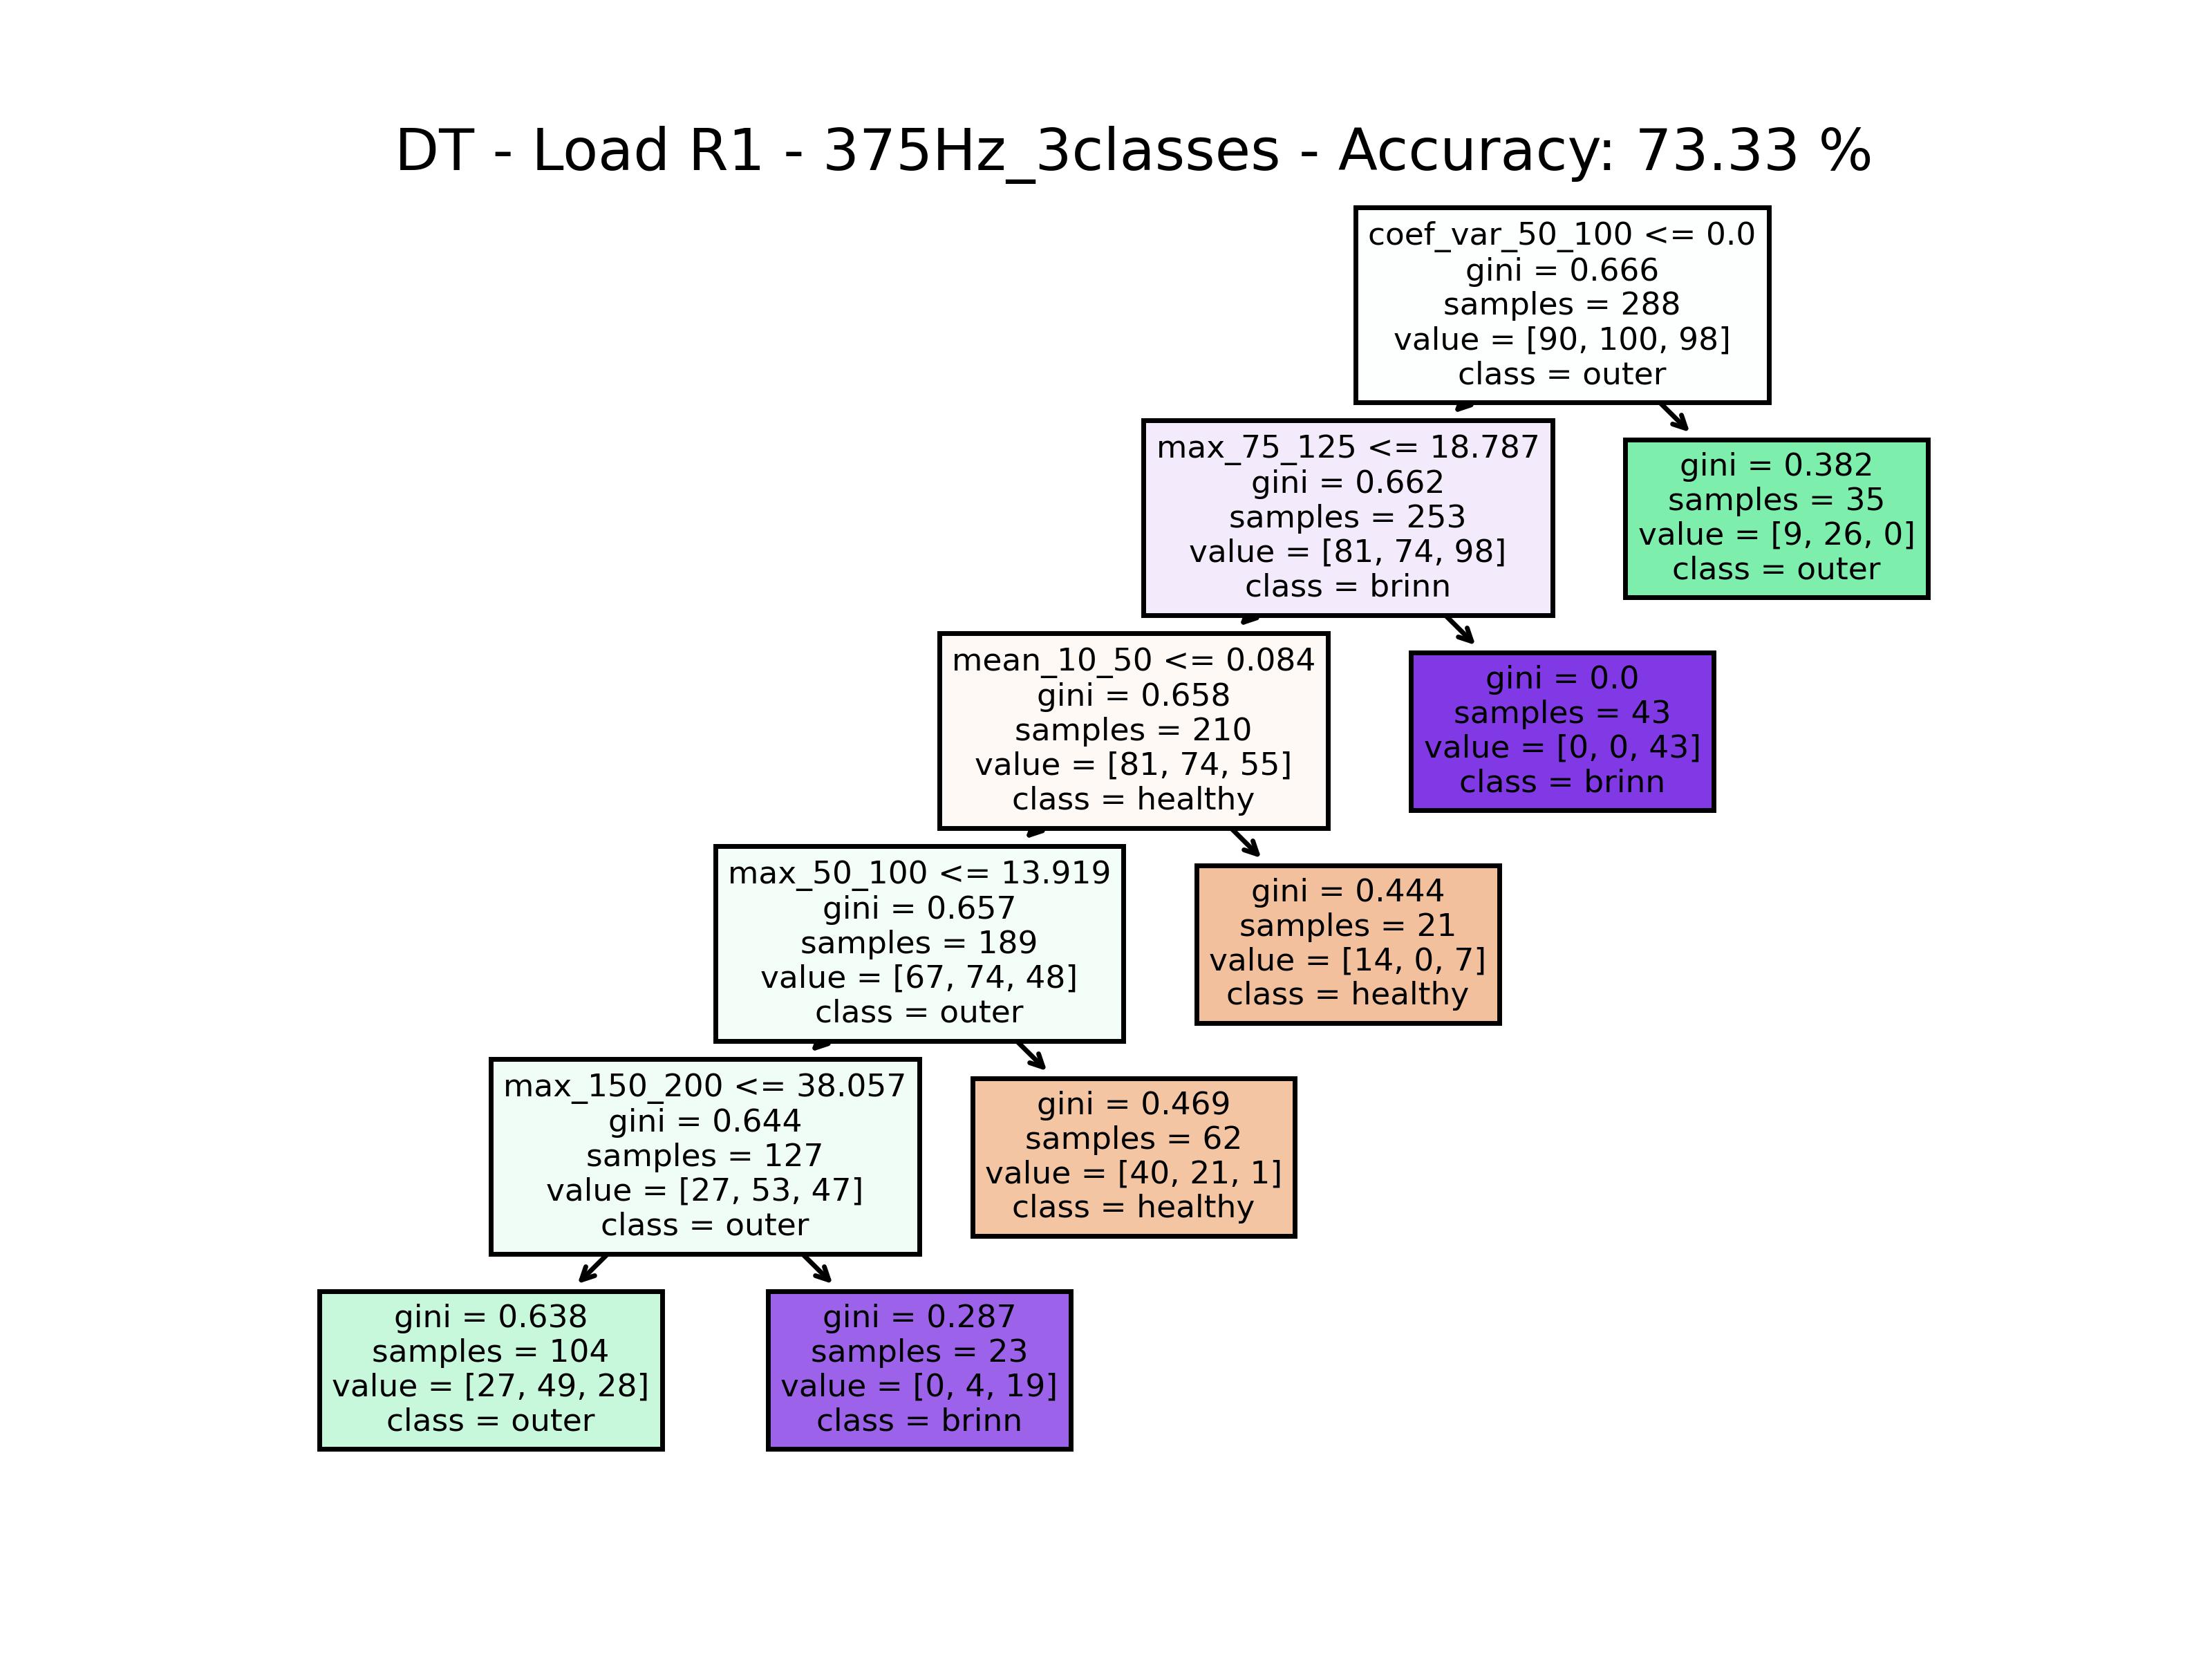 DT - Load R1 - 375Hz_3classes - Accuracy: 73.33 %
coef_var_50_100 <= 0.0
gini = 0.666
samples = 288
value = [90, 100, 98]
class = outer
max_75_125 <= 18.787
gini = 0.662
samples = 253
value = [81, 74, 98]
class = brinn
gini = 0.382
samples = 35
value = [9, 26, 0]
class = outer
mean_10_50 <= 0.084
gini = 0.658
samples = 210
value = [81, 74, 55]
class = healthy
gini = 0.0
samples = 43
value = [0, 0, 43]
class = brinn
max_50_100 <= 13.919
gini = 0.657
samples = 189
value = [67, 74, 48]
class = outer
gini = 0.444
samples = 21
value = [14, 0, 7]
class = healthy
max_150_200 <= 38.057
gini = 0.644
samples = 127
value = [27, 53, 47]
class = outer
gini = 0.469
samples = 62
value = [40, 21, 1]
class = healthy
gini = 0.638
samples = 104
value = [27, 49, 28]
class = outer
gini = 0.287
samples = 23
value = [0, 4, 19]
class = brinn